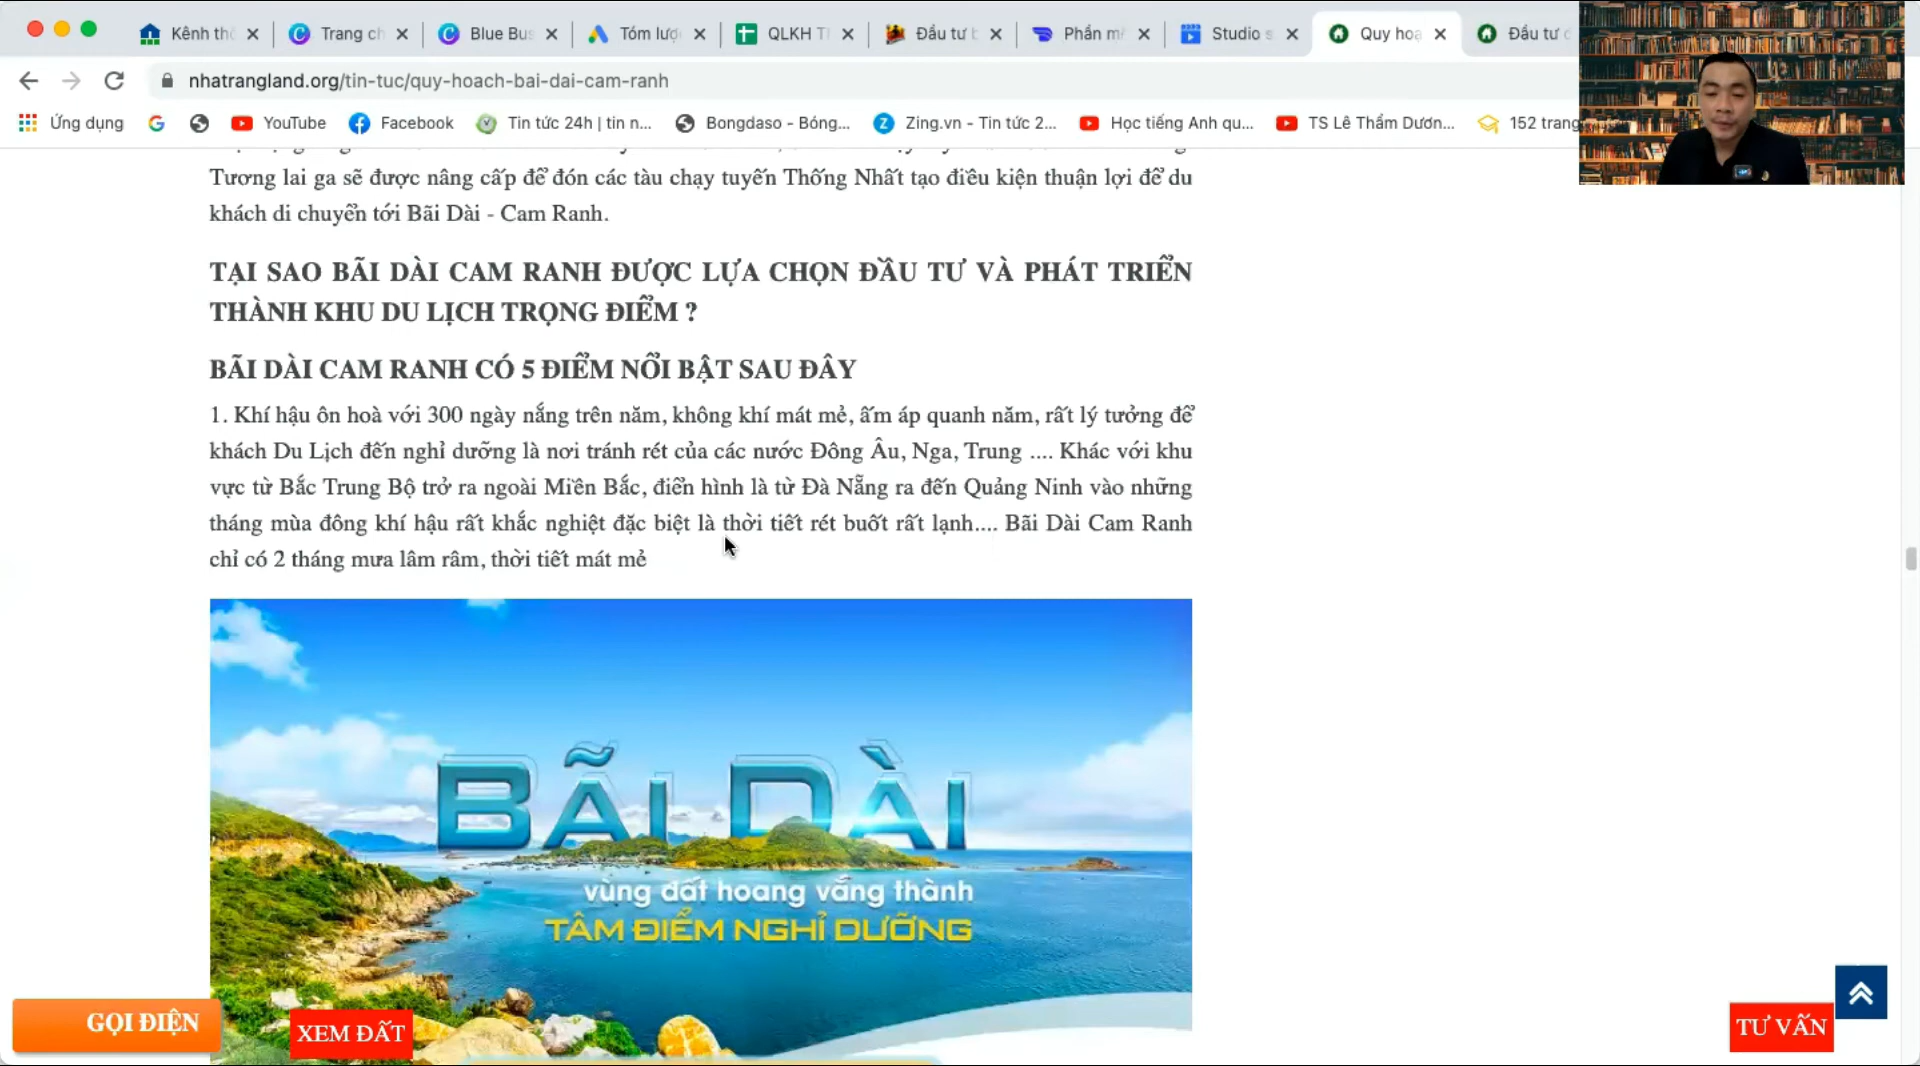 Kênh thô
Trang ch
Blue Bus
Tóm lượ
QLKH T
Đầu tư b
Phần m
Studio s
Quy hoạ
Đầu tư c
nhatrangland.org/tin-tuc/quy-hoach-bai-dai-cam-ranh
Ứng dụng
YouTube
Facebook
Tin tức 24h | tin n...
Bongdaso - Bóng...
Zing.vn - Tin tức 2...
Học tiếng Anh qu...
TS Lê Thẩm Dươn...
152 trang
Tương lai ga sẽ được nâng cấp để đón các tàu chạy tuyến Thống Nhất tạo điều kiện thuận lợi để du
khách di chuyển tới Bãi Dài - Cam Ranh.
TẠI SAO BÃI DÀI CAM RANH ĐƯỢC LỰA CHỌN ĐẦU TƯ VÀ PHÁT TRIỂN
THÀNH KHU DU LỊCH TRỌNG ĐIỂM ?
BÃI DÀI CAM RANH CÓ 5 ĐIỂM NỔI BẬT SAU ĐÂY
1. Khí hậu ôn hoà với 300 ngày nắng trên năm, không khí mát mẻ, ấm áp quanh năm, rất lý tưởng để
khách Du Lịch đến nghỉ dưỡng là nơi tránh rét của các nước Đông Âu, Nga, Trung .... Khác với khu
vực từ Bắc Trung Bộ trở ra ngoài Miền Bắc, điển hình là từ Đà Nẵng ra đến Quảng Ninh vào những
tháng mùa đông khí hậu rất khắc nghiệt đặc biệt là thời tiết rét buốt rất lạnh.... Bãi Dài Cam Ranh
chỉ có 2 tháng mưa lâm râm, thời tiết mát mẻ
BÃI DÀI
vùng đất hoang vắng thành
TÂM ĐIỂM NGHỈ DƯỠNG
GỌI ĐIỆN
XEM ĐẤT
TƯ VẤN